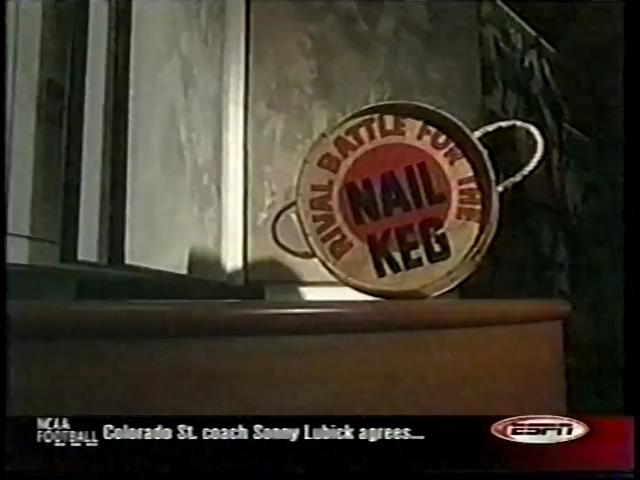 RIVAL BATTLE FOR THE
NAIL
KEG
NCAA
FOOTBALL
Colorado St. coach Sonny Lubick agrees...
ESPN